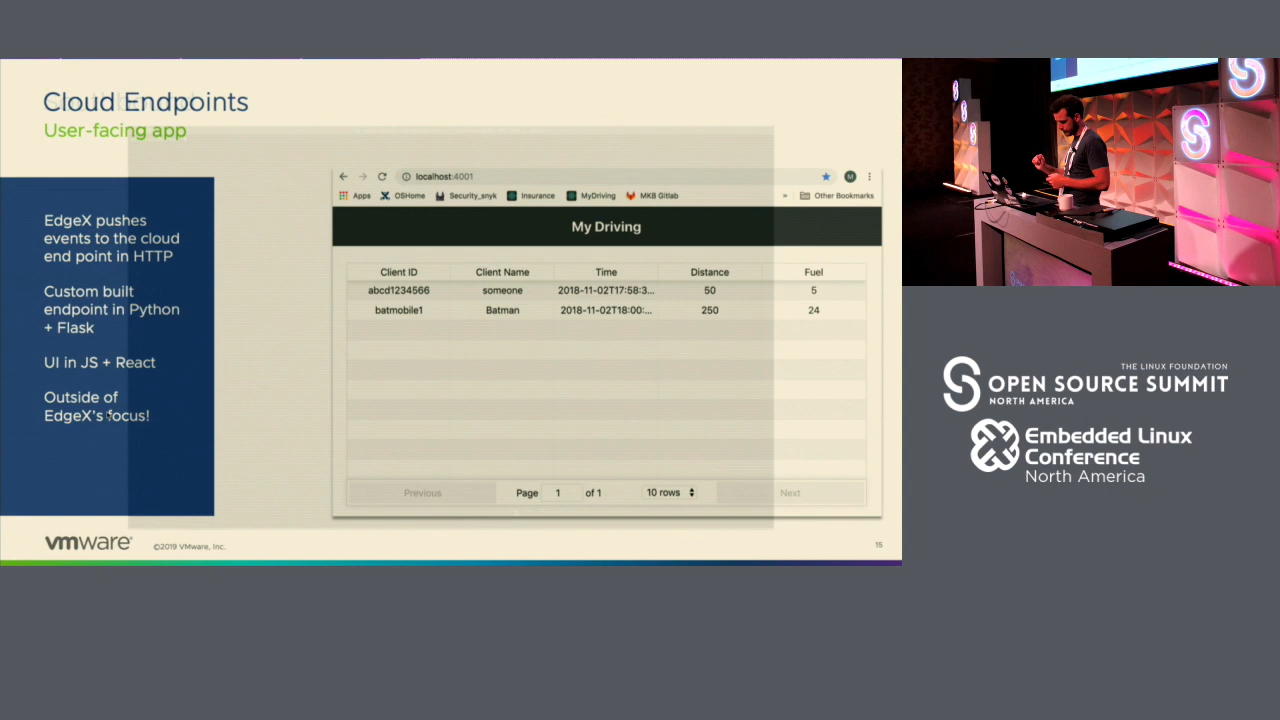 Cloud Endpoints
User-facing app
EdgeX pushes
events to the cloud
end point in HTTP
Custom built
endpoint in Python
+ Flask
UI in JS + React
Outside of
EdgeX's focus!
localhost:4001
M
Apps OSHome Security_snyk Insurance MyDriving MKB Gitlab » Other Bookmarks
My Driving
Client ID Client Name Time Distance Fuel
abcd1234566 someone 2018-11-02T17:58:3... 50 5
batmobile1 Batman 2018-11-02T18:00:... 250 24
Previous Page 1 of 1 10 rows Next
vmware ©2019 VMware, Inc. 15
THE LINUX FOUNDATION
OPEN SOURCE SUMMIT
NORTH AMERICA
Embedded Linux
Conference
North America